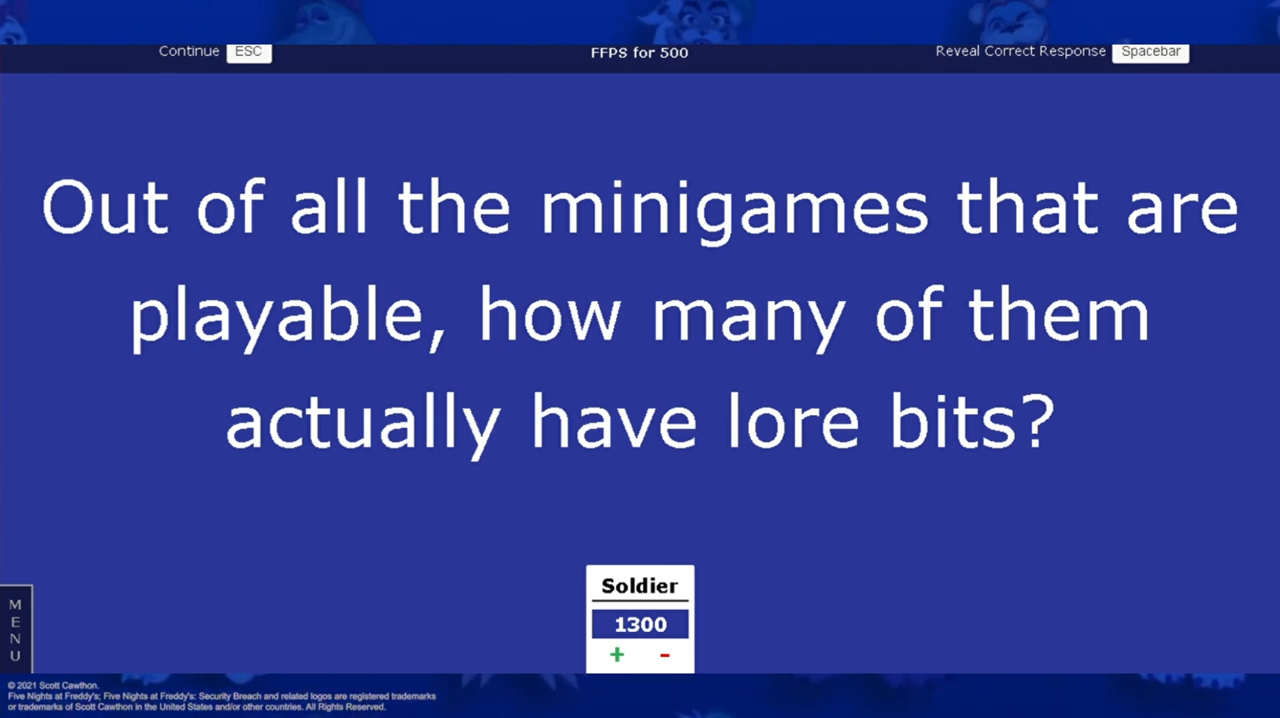 Continue ESC FFPS for 500 Reveal Correct Response Spacebar
Out of all the minigames that are
playable, how many of them
actually have lore bits?
Soldier
1300
+ -
MENU
© 2021 Scott Cawthon.
Five Nights at Freddy's; Five Nights at Freddy's: Security Breach and related logos are registered trademarks
or trademarks of Scott Cawthon in the United States and/or other countries. All Rights Reserved.